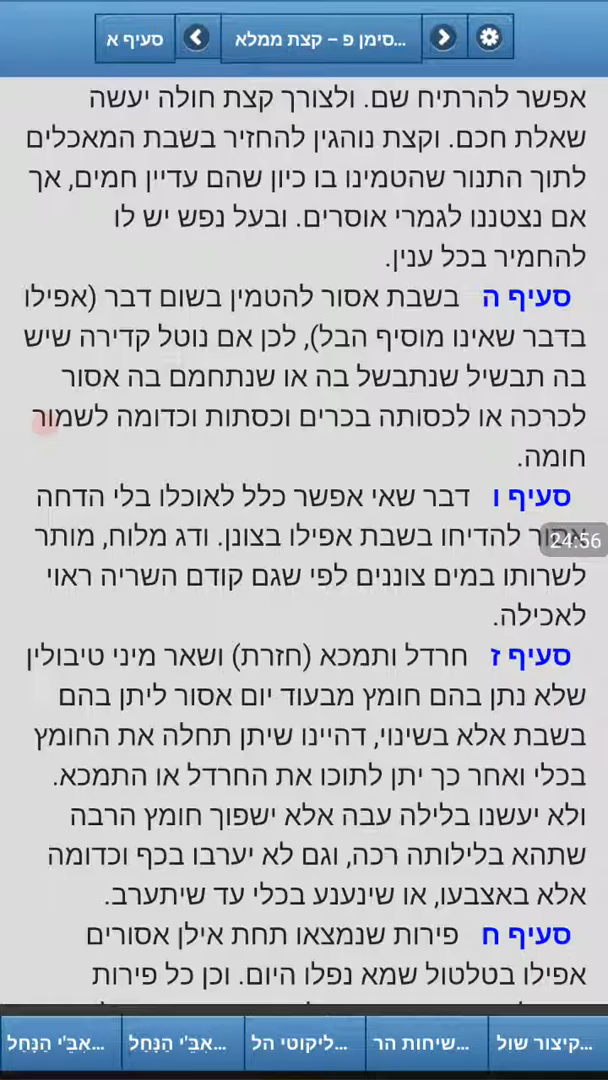 סעיף א
סימן פ – קצת ממלא...
אפשר להרתיח שם. ולצורך קצת חולה יעשה
שאלת חכם. וקצת נוהגין להחזיר בשבת המאכלים
לתוך התנור שהטמינו בו כיון שהם עדיין חמים, אך
אם נצטננו לגמרי אוסרים. ובעל נפש יש לו
להחמיר בכל ענין.
סעיף ה בשבת אסור להטמין בשום דבר (אפילו
בדבר שאינו מוסיף הבל), לכן אם נוטל קדירה שיש
בה תבשיל שנתבשל בה או שנתחמם בה אסור
לכרכה או לכסותה בכרים וכסתות וכדומה לשמור
חומה.
סעיף ו דבר שאי אפשר כלל לאוכלו בלי הדחה
להדיחו בשבת אפילו בצונן. ודג מלוח, מותר
24:56
לשרותו במים צוננים לפי שגם קודם השריה ראוי
לאכילה.
סעיף ז חרדל ותמכא (חזרת) ושאר מיני טיבולין
שלא נתן בהם חומץ מבעוד יום אסור ליתן בהם
בשבת אלא בשינוי, דהיינו שיתן תחלה את החומץ
בכלי ואחר כך יתן לתוכו את החרדל או התמכא.
ולא יעשנו בלילה עבה אלא ישפוך חומץ הרבה
שתהא בלילותה רכה, וגם לא יערבו בכף וכדומה
אלא באצבעו, או שינענע בכלי עד שיתערב.
סעיף ח פירות שנמצאו תחת אילן אסורים
אפילו בטלטול שמא נפלו היום. וכן כל פירות
קיצור שול...
שיחות הר...
ליקוטי הל...
אִבֵּי הַנָּחַל...
אִבֵּי הַנָּחַל...